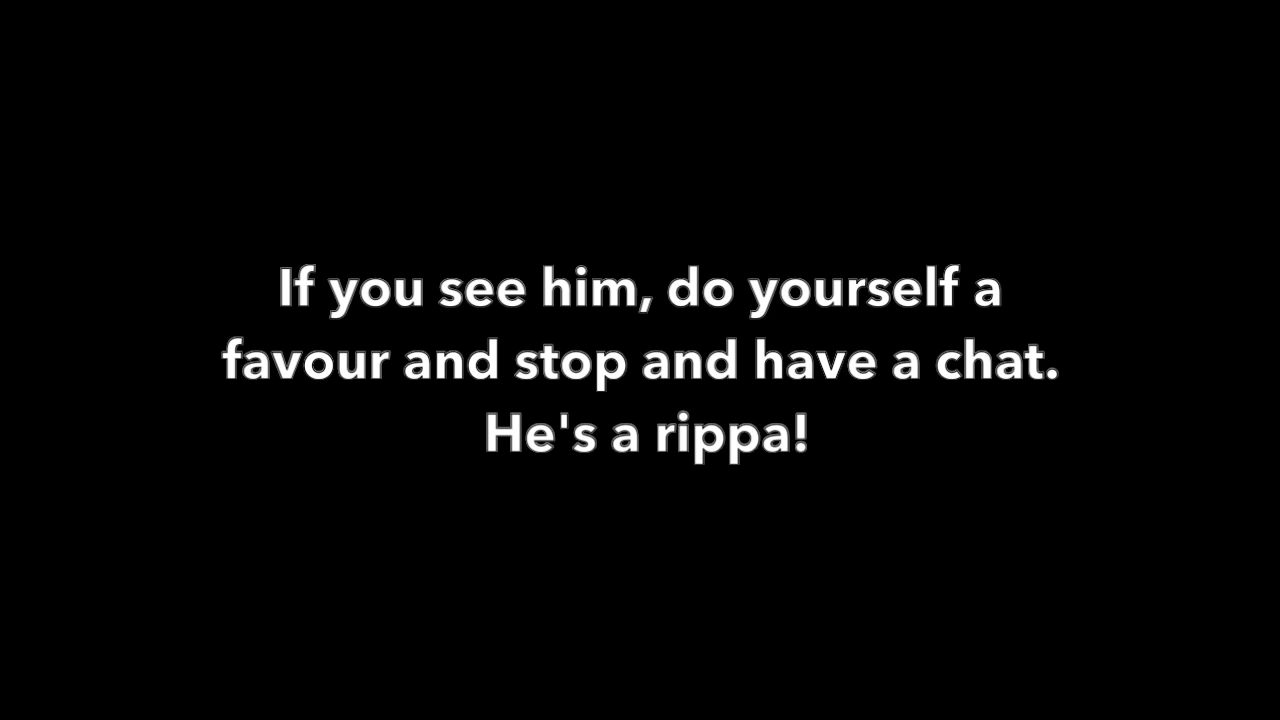 If you see him, do yourself a
favour and stop and have a chat.
He's a rippa!